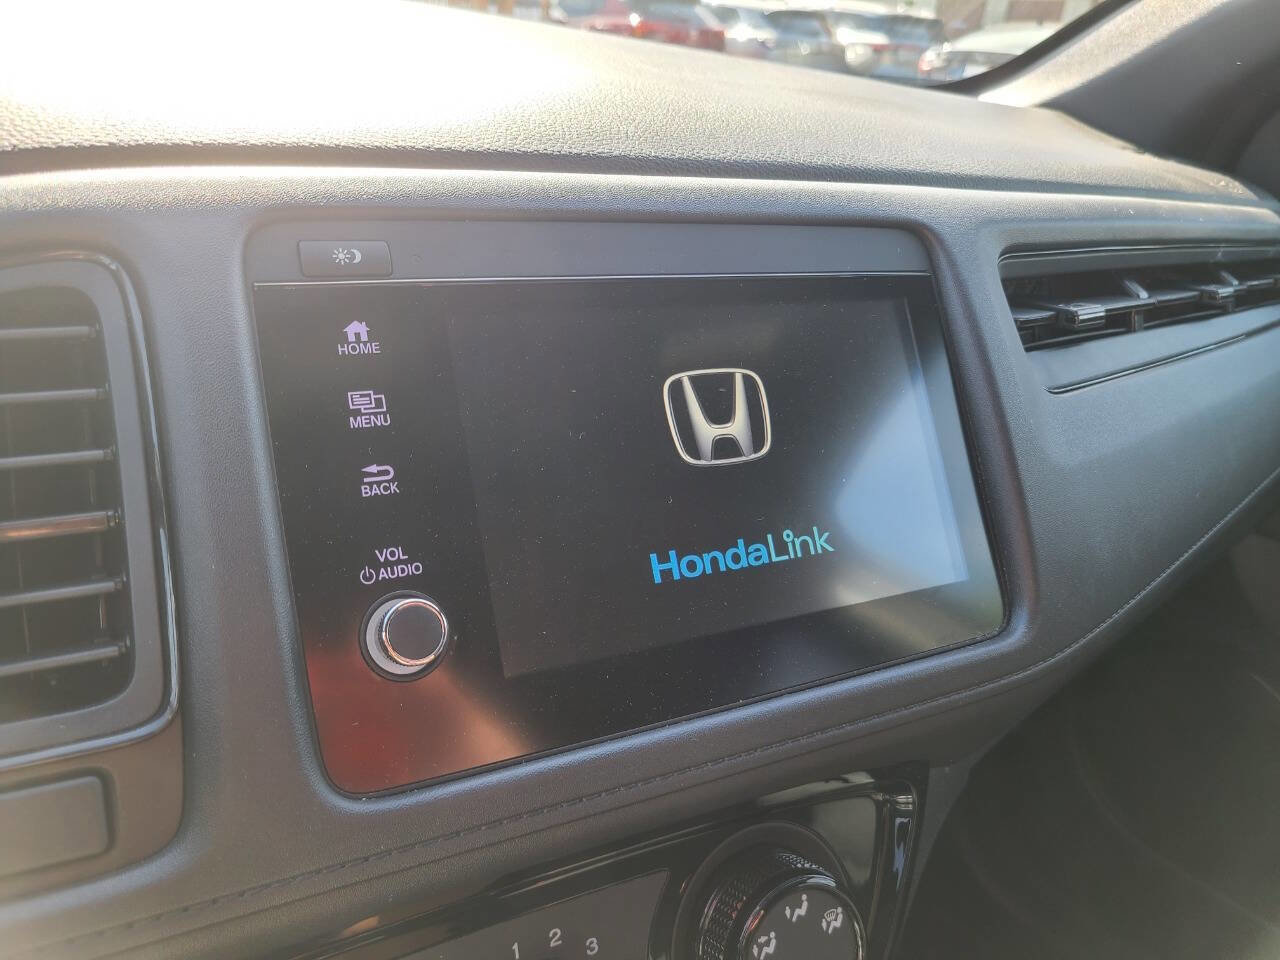 HOME
MENU
BACK
VOL
AUDIO
HondaLink
1 2 3